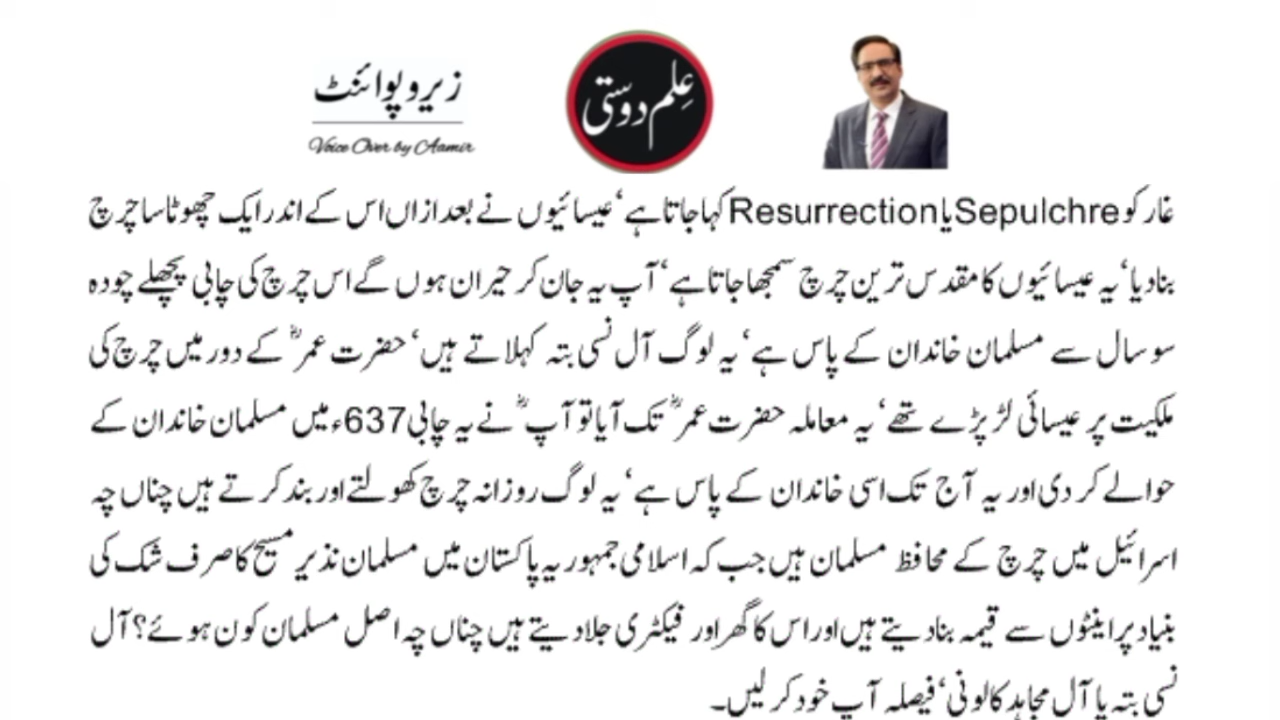 زیرو پوائنٹ
Voice Over by Aamir
علم دوستی
غار کو Sepulchre یا Resurrection کہا جاتا ہے‘ عیسائیوں نے بعدازاں اس کے اندر ایک چھوٹا سا چرچ
بنا دیا‘ یہ عیسائیوں کا مقدس ترین چرچ سمجھا جاتا ہے‘ آپ یہ جان کر حیران ہوں گے اس چرچ کی چابی پچھلے چودہ
سو سال سے مسلمان خاندان کے پاس ہے‘ یہ لوگ آل نسی بتہ کہلاتے ہیں‘ حضرت عمرؓ کے دور میں چرچ کی
ملکیت پر عیسائی لڑ پڑے تھے‘ یہ معاملہ حضرت عمرؓ تک آیا تو آپؓ نے یہ چابی 637ء میں مسلمان خاندان کے
حوالے کر دی اور یہ آج تک اسی خاندان کے پاس ہے‘ یہ لوگ روزانہ چرچ کھولتے اور بند کرتے ہیں چناں چہ
اسرائیل میں چرچ کے محافظ مسلمان ہیں جب کہ اسلامی جمہوریہ پاکستان میں مسلمان نذیر مسیح کا صرف شک کی
بنیاد پر اینٹوں سے قیمہ بنا دیتے ہیں اور اس کا گھر اور فیکٹری جلا دیتے ہیں چناں چہ اصل مسلمان کون ہوئے؟ آل
نسی بتہ یا آل مجاہد کالونی‘ فیصلہ آپ خود کر لیں۔